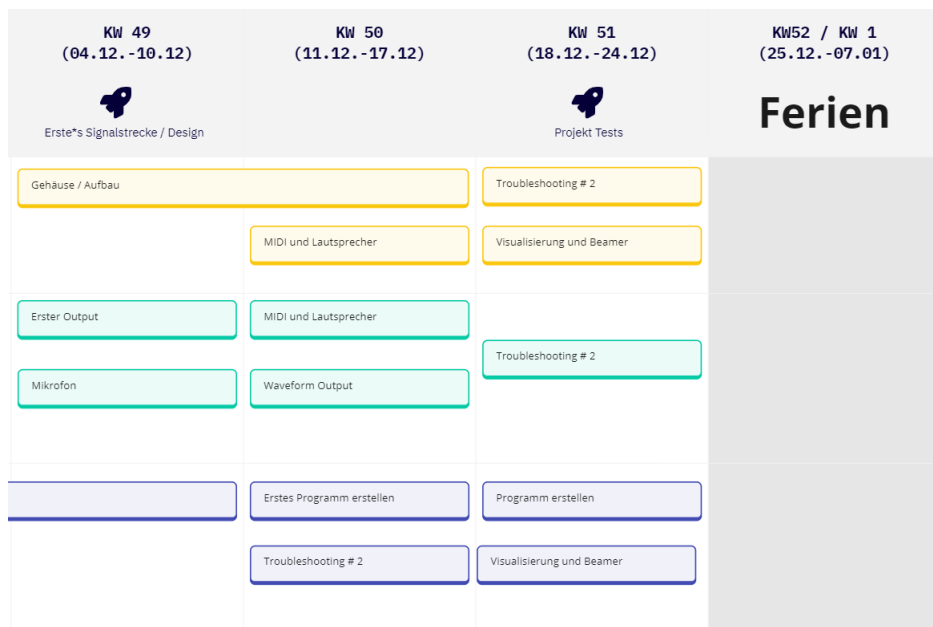 KW 49
(04.12.-10.12)
KW 50
(11.12.-17.12)
KW 51
(18.12.-24.12)
KW52 / KW 1
(25.12.-07.01)
Erste*s Signalstrecke / Design
Projekt Tests
Ferien
Gehäuse / Aufbau
Troubleshooting # 2
MIDI und Lautsprecher
Visualisierung und Beamer
Erster Output
MIDI und Lautsprecher
Troubleshooting # 2
Mikrofon
Waveform Output
Erstes Programm erstellen
Programm erstellen
Troubleshooting # 2
Visualisierung und Beamer